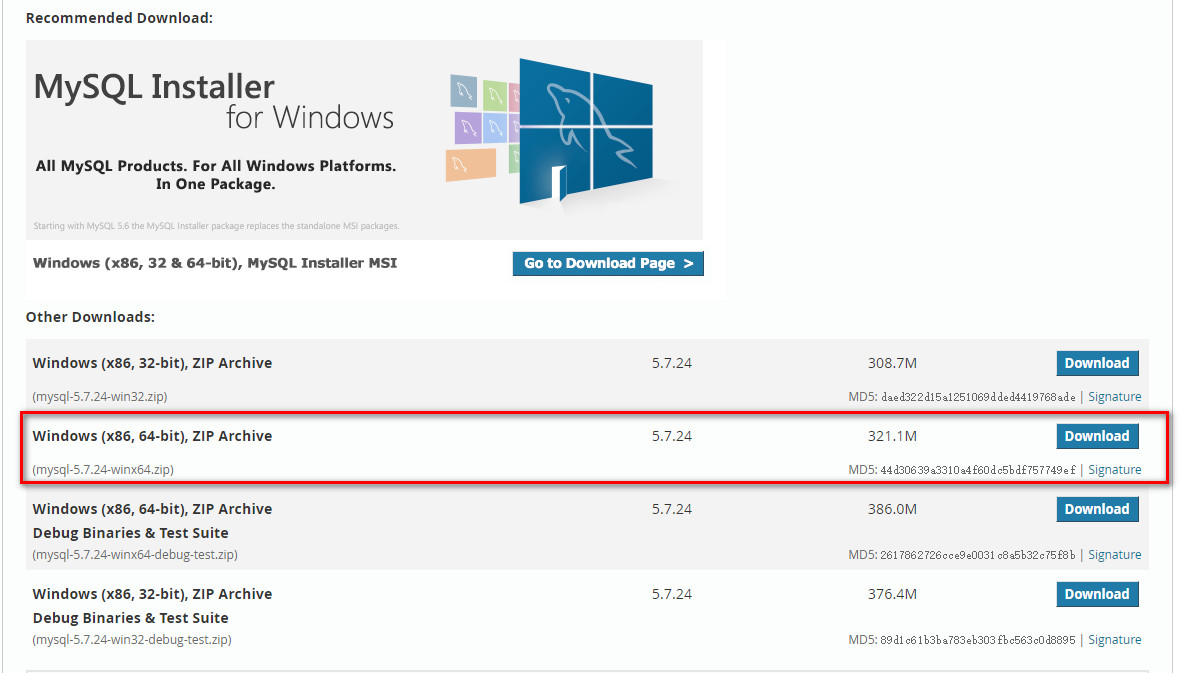 Recommended Download:
MySQL Installer
for Windows
All MySQL Products. For All Windows Platforms.
In One Package.
Starting with MySQL 5.6 the MySQL Installer package replaces the standalone MSI packages.
Windows (x86, 32 & 64-bit), MySQL Installer MSI
Go to Download Page >
Other Downloads:
Windows (x86, 32-bit), ZIP Archive 5.7.24 308.7M Download
(mysql-5.7.24-win32.zip) MD5: daed322d15a1251069dded4419768ade | Signature
Windows (x86, 64-bit), ZIP Archive 5.7.24 321.1M Download
(mysql-5.7.24-winx64.zip) MD5: 44d30639a3310a4f60dc5bdf757749ef | Signature
Windows (x86, 64-bit), ZIP Archive 5.7.24 386.0M Download
Debug Binaries & Test Suite
(mysql-5.7.24-winx64-debug-test.zip) MD5: 2617862726cce9e0031c8a5b32c75f8b | Signature
Windows (x86, 32-bit), ZIP Archive 5.7.24 376.4M Download
Debug Binaries & Test Suite
(mysql-5.7.24-win32-debug-test.zip) MD5: 89d1c61b3ba783eb303fbc563c0d8895 | Signature